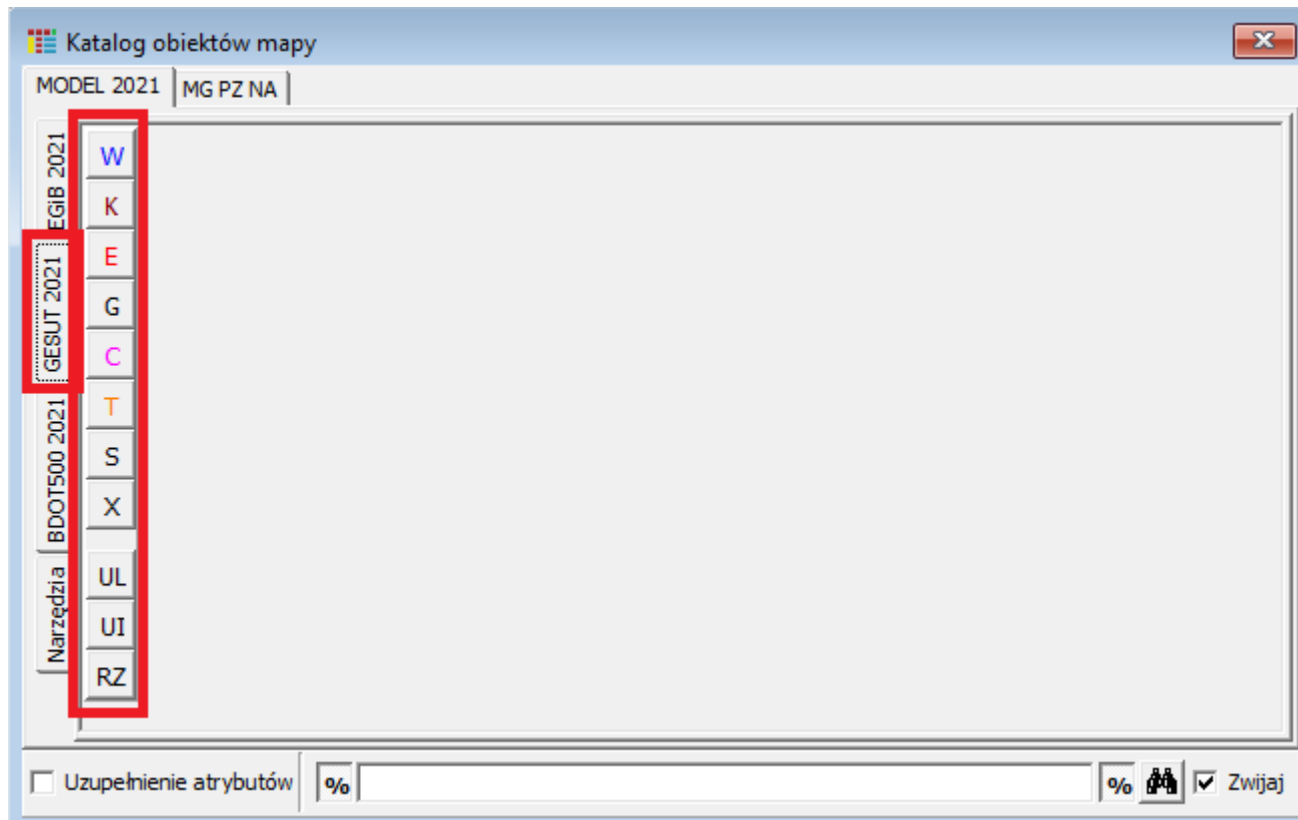 Katalog obiektów mapy
MODEL 2021
MG PZ NA
EGiB 2021
GESUT 2021
BDOT500 2021
Narzędzia
W
K
E
G
C
T
S
X
UL
UI
RZ
Uzupełnienie atrybutów
%
%
Zwijaj